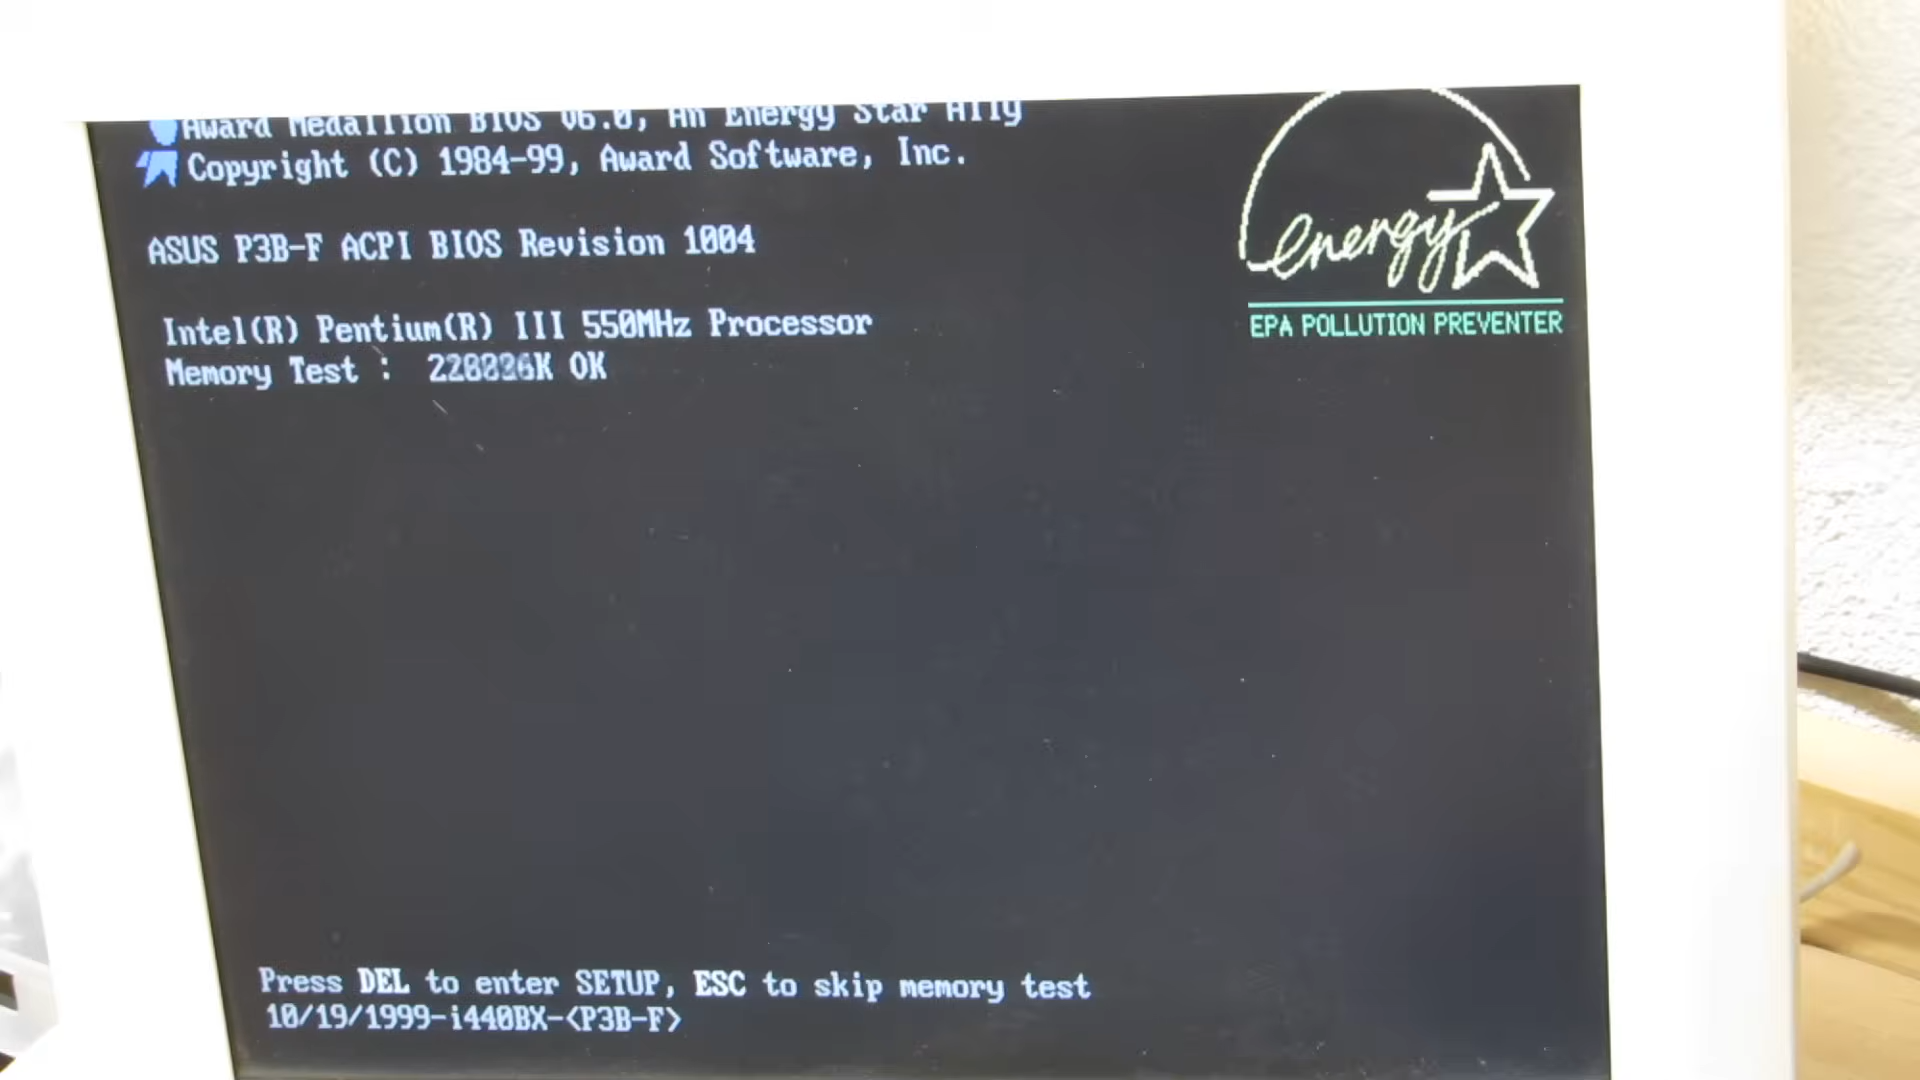 Award Medallion BIOS v6.0, An Energy Star Ally
Copyright (C) 1984-99, Award Software, Inc.
energy
EPA POLLUTION PREVENTER
ASUS P3B-F ACPI BIOS Revision 1004
Intel(R) Pentium(R) III 550MHz Processor
Memory Test : OK
Press DEL to enter SETUP, ESC to skip memory test
10/19/1999-i440BX-<P3B-F>